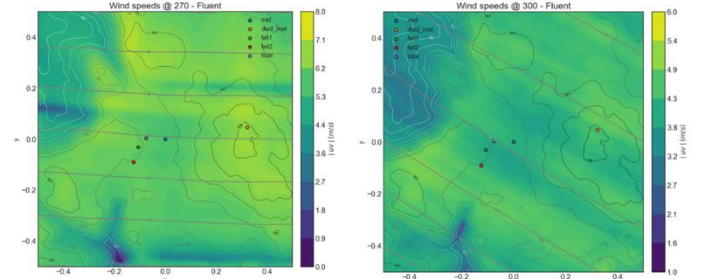 Wind speeds @ 270 - Fluent
0.4
0.2
0.0
−0.2
−0.4
y
−0.4 −0.2 0.0 0.2 0.4
met
dwd_met
fwt1
fwt2
lidar
8.0
7.1
6.2
5.3
4.4
3.6
2.7
1.8
0.9
0.0
|uv| (m/s)
Wind speeds @ 300 - Fluent
0.4
0.2
0.0
−0.2
−0.4
y
−0.4 −0.2 0.0 0.2 0.4
met
dwd_met
fwt1
fwt2
lidar
6.0
5.4
4.9
4.3
3.8
3.2
2.7
2.1
1.6
1.0
|uv| (m/s)